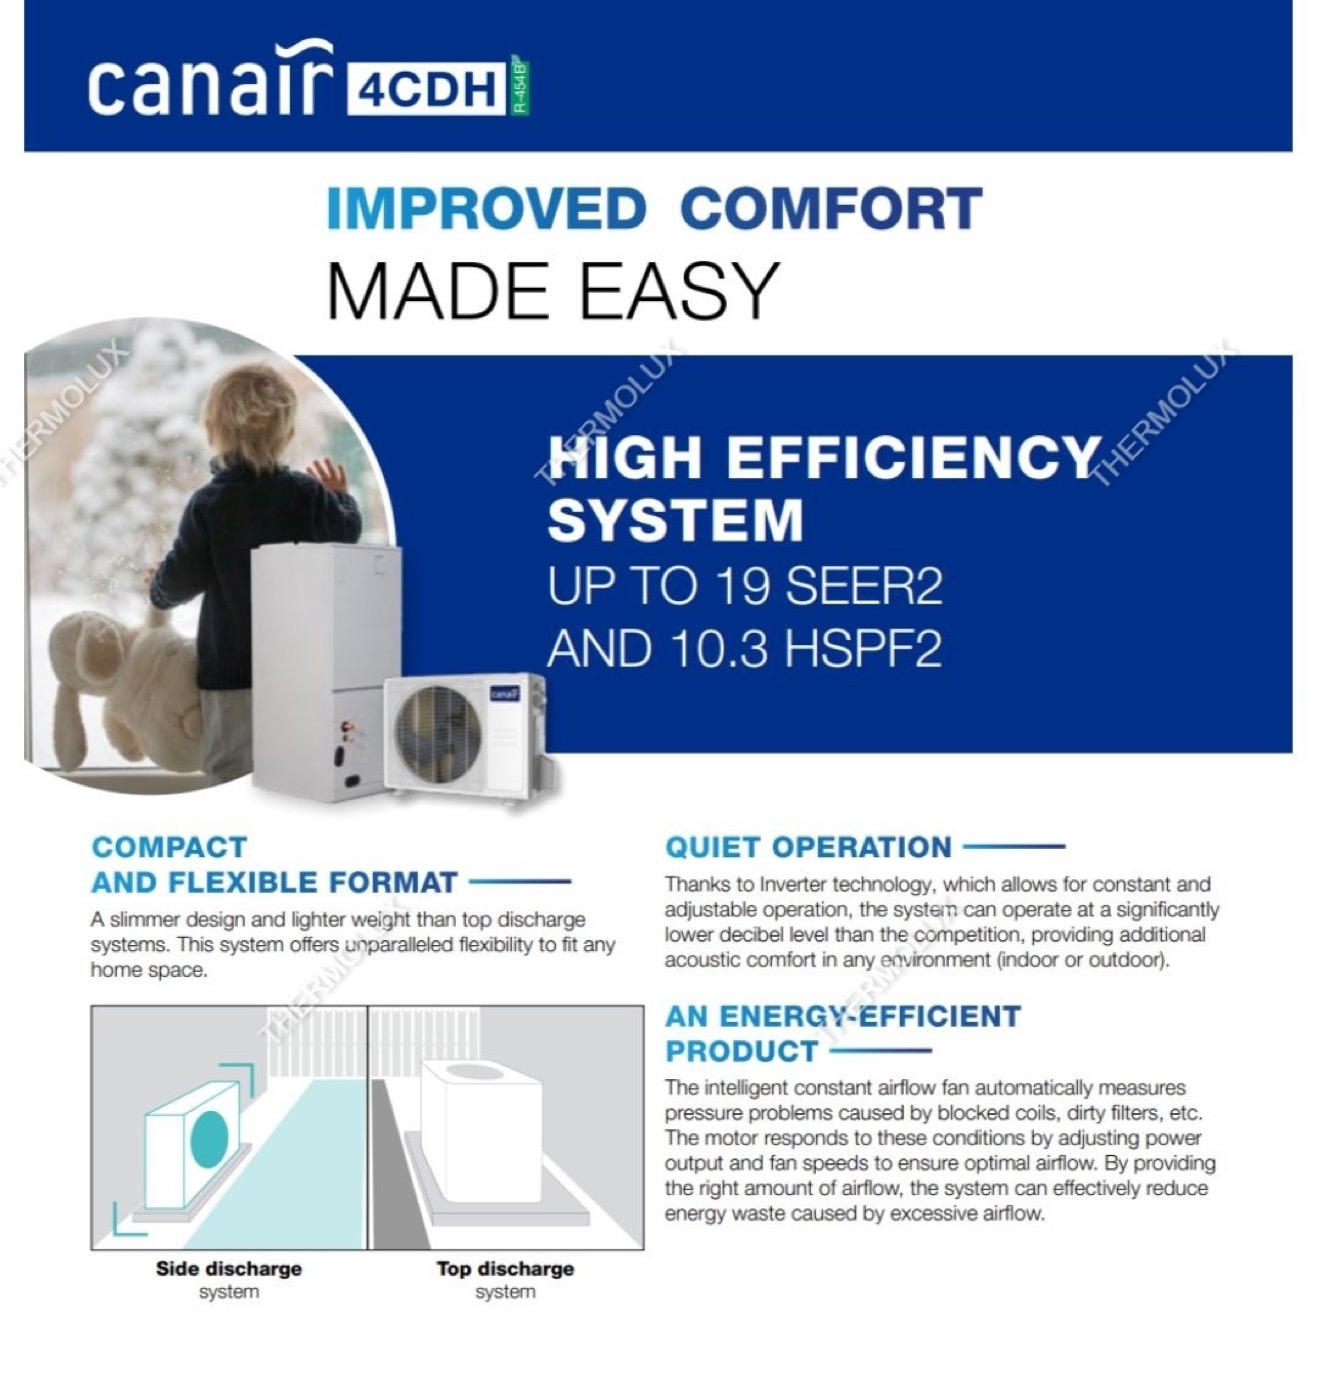 canair 4CDH R-454B
IMPROVED COMFORT
MADE EASY
THERMOLUX THERMOLUX THERMOLUX
HIGH EFFICIENCY
SYSTEM
UP TO 19 SEER2
AND 10.3 HSPF2
canair
COMPACT
AND FLEXIBLE FORMAT
A slimmer design and lighter weight than top discharge
systems. This system offers unparalleled flexibility to fit any
home space.
THERMOLUX
Side discharge
system
Top discharge
system
QUIET OPERATION
Thanks to Inverter technology, which allows for constant and
adjustable operation, the system can operate at a significantly
lower decibel level than the competition, providing additional
acoustic comfort in any environment (indoor or outdoor).
THERMOLUX
AN ENERGY-EFFICIENT
PRODUCT
The intelligent constant airflow fan automatically measures
pressure problems caused by blocked coils, dirty filters, etc.
The motor responds to these conditions by adjusting power
output and fan speeds to ensure optimal airflow. By providing
the right amount of airflow, the system can effectively reduce
energy waste caused by excessive airflow.